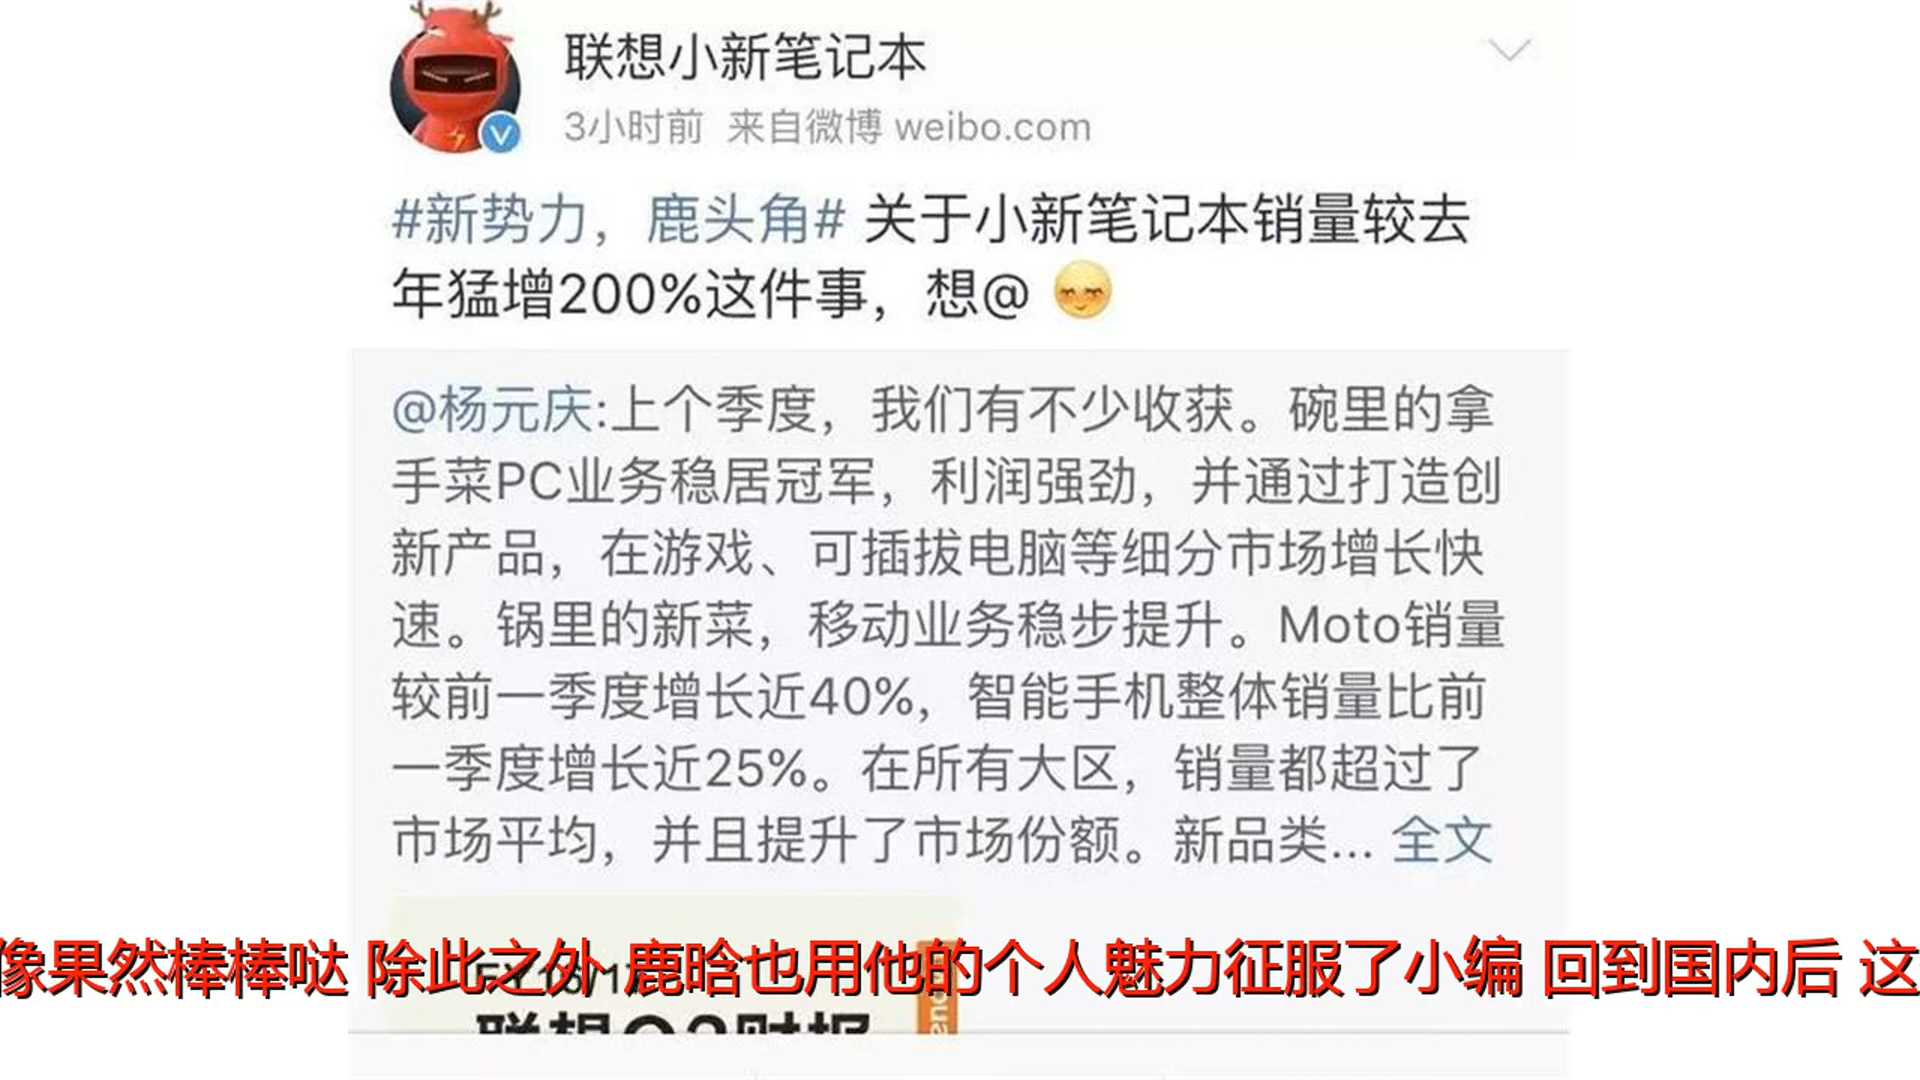 联想小新笔记本
3小时前 来自微博 weibo.com
#新势力，鹿头角# 关于小新笔记本销量较去
年猛增200%这件事，想@
@杨元庆:上个季度，我们有不少收获。碗里的拿
手菜PC业务稳居冠军，利润强劲，并通过打造创
新产品，在游戏、可插拔电脑等细分市场增长快
速。锅里的新菜，移动业务稳步提升。Moto销量
较前一季度增长近40%，智能手机整体销量比前
一季度增长近25%。在所有大区，销量都超过了
市场平均，并且提升了市场份额。新品类... 全文
像果然棒棒哒 除此之外 鹿晗也用他的个人魅力征服了小编 回到国内后 这
联想Q2财报